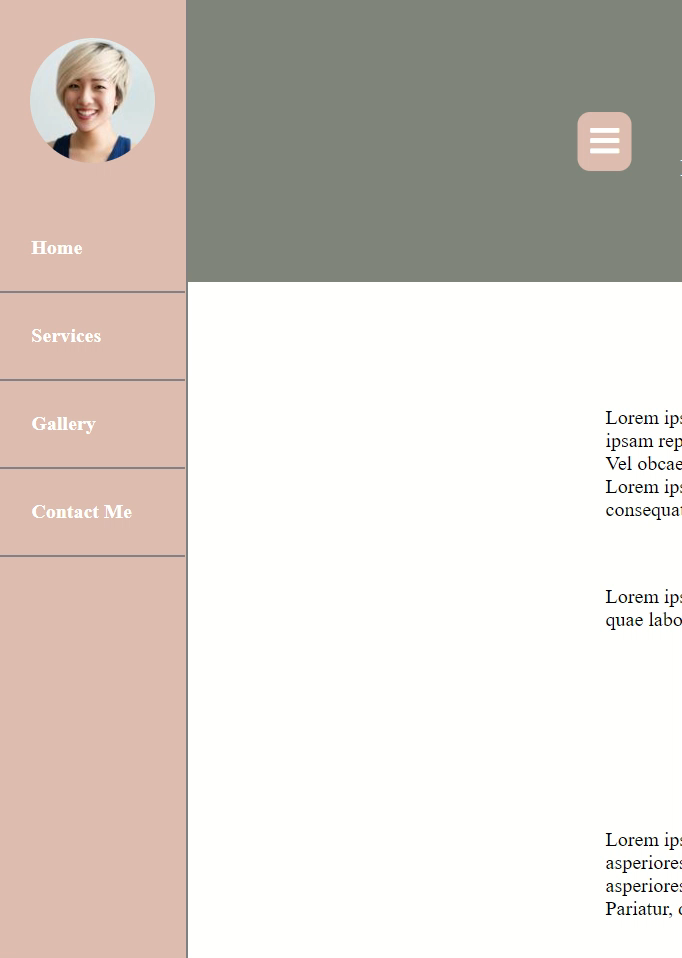 Home
Services
Gallery
Contact Me
Lorem ips
ipsam rep
Vel obcae
Lorem ips
consequat
Lorem ips
quae labo
Lorem ips
asperiores
asperiores
Pariatur,